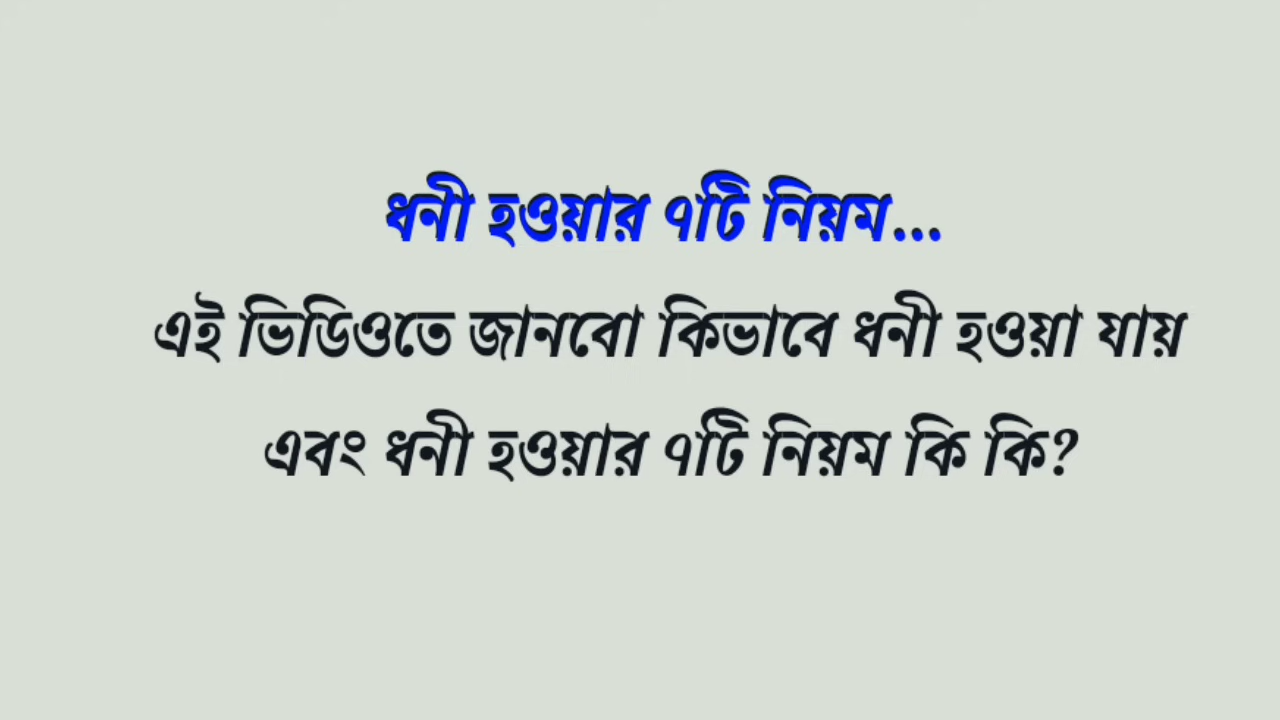 ধনী হওয়ার ৭টি নিয়ম...
এই ভিডিওতে জানবো কিভাবে ধনী হওয়া যায়
এবং ধনী হওয়ার ৭টি নিয়ম কি কি?